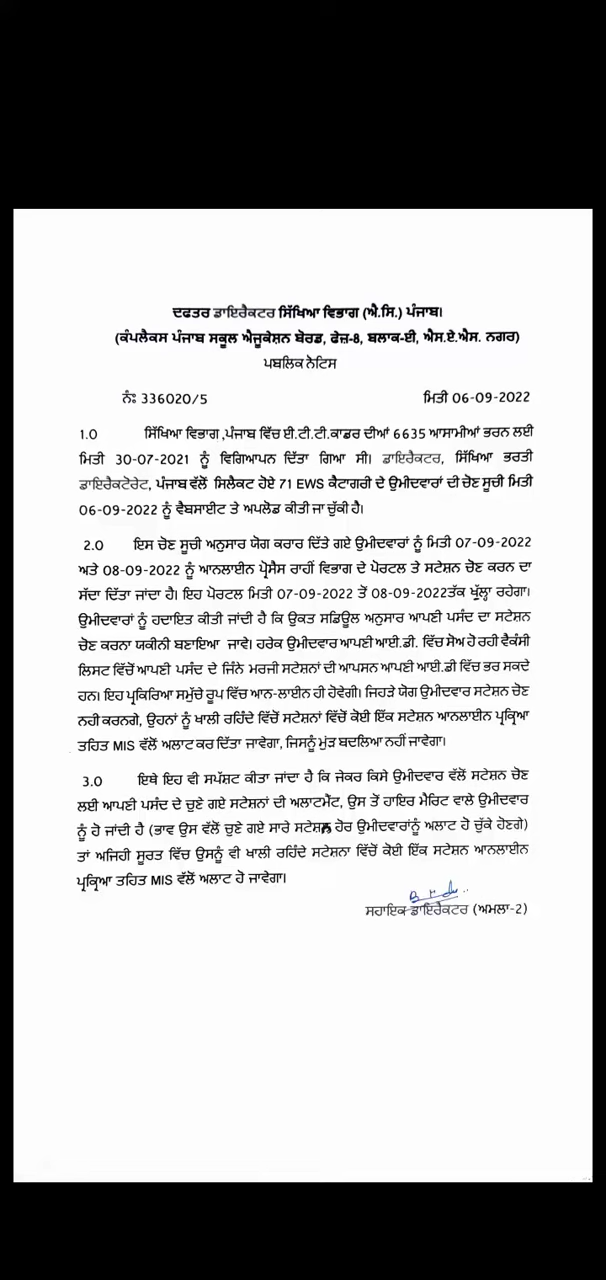 ਦਫਤਰ ਡਾਇਰੈਕਟਰ ਸਿੱਖਿਆ ਵਿਭਾਗ (ਐ.ਸਿ.) ਪੰਜਾਬ।
(ਕੰਪਲੈਕਸ ਪੰਜਾਬ ਸਕੂਲ ਐਜੂਕੇਸ਼ਨ ਬੋਰਡ, ਫੇਜ਼-8, ਬਲਾਕ-ਈ, ਐਸ.ਏ.ਐਸ. ਨਗਰ)
ਪਬਲਿਕ ਨੋਟਿਸ
ਨੰਃ 336020/5 ਮਿਤੀ 06-09-2022
1.0 ਸਿੱਖਿਆ ਵਿਭਾਗ,ਪੰਜਾਬ ਵਿੱਚ ਈ.ਟੀ.ਟੀ.ਕਾਡਰ ਦੀਆਂ 6635 ਆਸਾਮੀਆਂ ਭਰਨ ਲਈ
ਮਿਤੀ 30-07-2021 ਨੂੰ ਵਿਗਿਆਪਨ ਦਿੱਤਾ ਗਿਆ ਸੀ। ਡਾਇਰੈਕਟਰ, ਸਿੱਖਿਆ ਭਰਤੀ
ਡਾਇਰੈਕਟੋਰੇਟ, ਪੰਜਾਬ ਵੱਲੋਂ ਸਿਲੈਕਟ ਹੋਏ 71 EWS ਕੈਟਾਗਰੀ ਦੇ ਉਮੀਦਵਾਰਾਂ ਦੀ ਚੋਣ ਸੂਚੀ ਮਿਤੀ
06-09-2022 ਨੂੰ ਵੈਬਸਾਈਟ ਤੇ ਅਪਲੋਡ ਕੀਤੀ ਜਾ ਚੁੱਕੀ ਹੈ।
2.0 ਇਸ ਚੋਣ ਸੂਚੀ ਅਨੁਸਾਰ ਯੋਗ ਕਰਾਰ ਦਿੱਤੇ ਗਏ ਉਮੀਦਵਾਰਾਂ ਨੂੰ ਮਿਤੀ 07-09-2022
ਅਤੇ 08-09-2022 ਨੂੰ ਆਨਲਾਈਨ ਪ੍ਰੋਸੈਸ ਰਾਹੀਂ ਵਿਭਾਗ ਦੇ ਪੋਰਟਲ ਤੇ ਸਟੇਸ਼ਨ ਚੋਣ ਕਰਨ ਦਾ
ਸੱਦਾ ਦਿੱਤਾ ਜਾਂਦਾ ਹੈ। ਇਹ ਪੋਰਟਲ ਮਿਤੀ 07-09-2022 ਤੋਂ 08-09-2022ਤੱਕ ਖੁੱਲ੍ਹਾ ਰਹੇਗਾ।
ਉਮੀਦਵਾਰਾਂ ਨੂੰ ਹਦਾਇਤ ਕੀਤੀ ਜਾਂਦੀ ਹੈ ਕਿ ਉਕਤ ਸਡਿਊਲ ਅਨੁਸਾਰ ਆਪਣੀ ਪਸੰਦ ਦਾ ਸਟੇਸ਼ਨ
ਚੋਣ ਕਰਨਾ ਯਕੀਨੀ ਬਣਾਇਆ ਜਾਵੇ। ਹਰੇਕ ਉਮੀਦਵਾਰ ਆਪਣੀ ਆਈ.ਡੀ. ਵਿੱਚ ਸ਼ੋਅ ਹੋ ਰਹੀ ਵੈਕੰਸੀ
ਲਿਸਟ ਵਿੱਚੋਂ ਆਪਣੀ ਪਸੰਦ ਦੇ ਜਿੰਨੇ ਮਰਜੀ ਸਟੇਸ਼ਨਾਂ ਦੀ ਆਪਸਨ ਆਪਣੀ ਆਈ.ਡੀ ਵਿੱਚ ਭਰ ਸਕਦੇ
ਹਨ। ਇਹ ਪ੍ਰਕਿਰਿਆ ਸਮੁੱਚੇ ਰੂਪ ਵਿੱਚ ਆਨ-ਲਾਈਨ ਹੀ ਹੋਵੇਗੀ। ਜਿਹੜੇ ਯੋਗ ਉਮੀਦਵਾਰ ਸਟੇਸ਼ਨ ਚੋਣ
ਨਹੀ ਕਰਨਗੇ, ਉਹਨਾਂ ਨੂੰ ਖਾਲੀ ਰਹਿੰਦੇ ਵਿੱਚੋਂ ਸਟੇਸ਼ਨਾਂ ਵਿੱਚੋਂ ਕੋਈ ਇੱਕ ਸਟੇਸ਼ਨ ਆਨਲਾਈਨ ਪ੍ਰਕ੍ਰਿਆ
ਤਹਿਤ MIS ਵੱਲੋਂ ਅਲਾਟ ਕਰ ਦਿੱਤਾ ਜਾਵੇਗਾ, ਜਿਸਨੂੰ ਮੁੜ ਬਦਲਿਆ ਨਹੀਂ ਜਾਵੇਗਾ।
3.0 ਇਥੇ ਇਹ ਵੀ ਸਪੱਸ਼ਟ ਕੀਤਾ ਜਾਂਦਾ ਹੈ ਕਿ ਜੇਕਰ ਕਿਸੇ ਉਮੀਦਵਾਰ ਵੱਲੋਂ ਸਟੇਸ਼ਨ ਚੋਣ
ਲਈ ਆਪਣੀ ਪਸੰਦ ਦੇ ਚੁਣੇ ਗਏ ਸਟੇਸ਼ਨਾਂ ਦੀ ਅਲਾਟਮੈਂਟ, ਉਸ ਤੋਂ ਹਾਇਰ ਮੈਰਿਟ ਵਾਲੇ ਉਮੀਦਵਾਰ
ਨੂੰ ਹੋ ਜਾਂਦੀ ਹੈ (ਭਾਵ ਉਸ ਵੱਲੋਂ ਚੁਣੇ ਗਏ ਸਾਰੇ ਸਟੇਸ਼ਨ ਹੋਰ ਉਮੀਦਵਾਰਾਂਨੂੰ ਅਲਾਟ ਹੋ ਚੁੱਕੇ ਹੋਣਗੇ)
ਤਾਂ ਅਜਿਹੀ ਸੂਰਤ ਵਿੱਚ ਉਸਨੂੰ ਵੀ ਖਾਲੀ ਰਹਿੰਦੇ ਸਟੇਸ਼ਨਾ ਵਿੱਚੋਂ ਕੋਈ ਇੱਕ ਸਟੇਸ਼ਨ ਆਨਲਾਈਨ
ਪ੍ਰਕ੍ਰਿਆ ਤਹਿਤ MIS ਵੱਲੋਂ ਅਲਾਟ ਹੋ ਜਾਵੇਗਾ।
ਸਹਾਇਕ ਡਾਇਰੈਕਟਰ (ਅਮਲਾ-2)